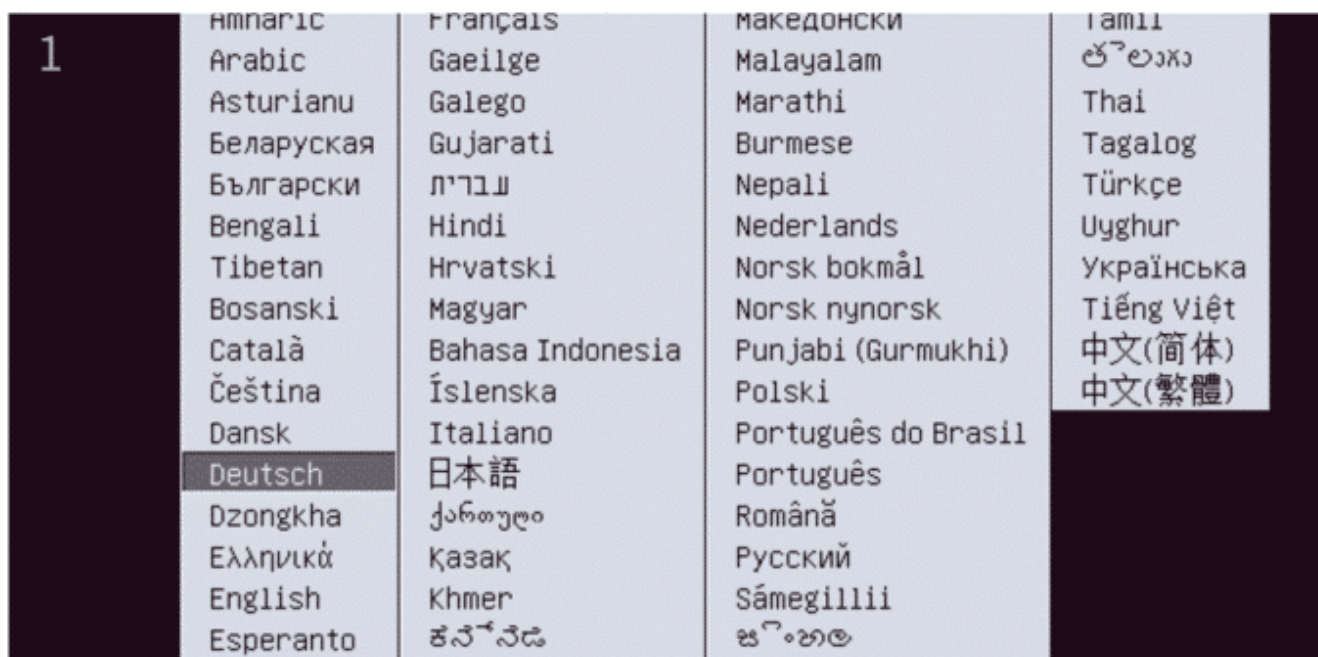 1
Amharic
Arabic
Asturianu
Беларуская
Български
Bengali
Tibetan
Bosanski
Català
Čeština
Dansk
Deutsch
Dzongkha
Ελληνικά
English
Esperanto
Français
Gaeilge
Galego
Gujarati
עברית
Hindi
Hrvatski
Magyar
Bahasa Indonesia
Íslenska
Italiano
日本語
ქართული
Қазақ
Khmer
ಕನ್ನಡ
Македонски
Malayalam
Marathi
Burmese
Nepali
Nederlands
Norsk bokmål
Norsk nynorsk
Punjabi (Gurmukhi)
Polski
Português do Brasil
Português
Română
Русский
Sámegillii
සිංහල
Tamil
తెలుగు
Thai
Tagalog
Türkçe
Uyghur
Українська
Tiếng Việt
中文(简体)
中文(繁體)